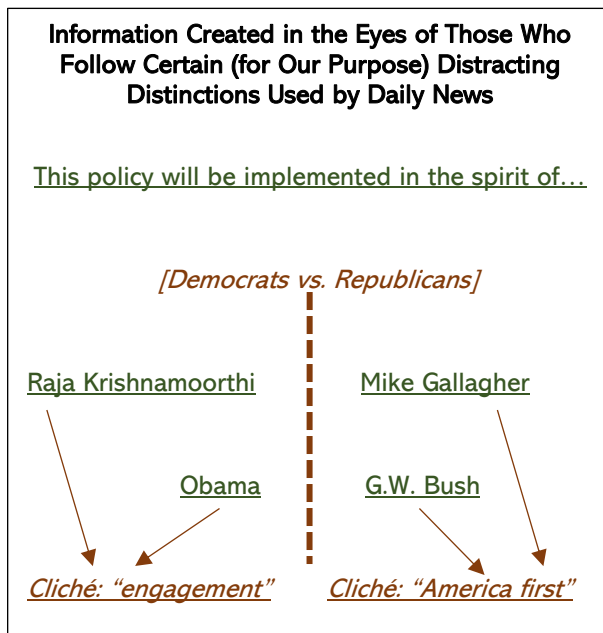 Information Created in the Eyes of Those Who
Follow Certain (for Our Purpose) Distracting
Distinctions Used by Daily News
This policy will be implemented in the spirit of…
[Democrats vs. Republicans]
Raja Krishnamoorthi
Mike Gallagher
Obama
G.W. Bush
Cliché: “engagement”
Cliché: “America first”